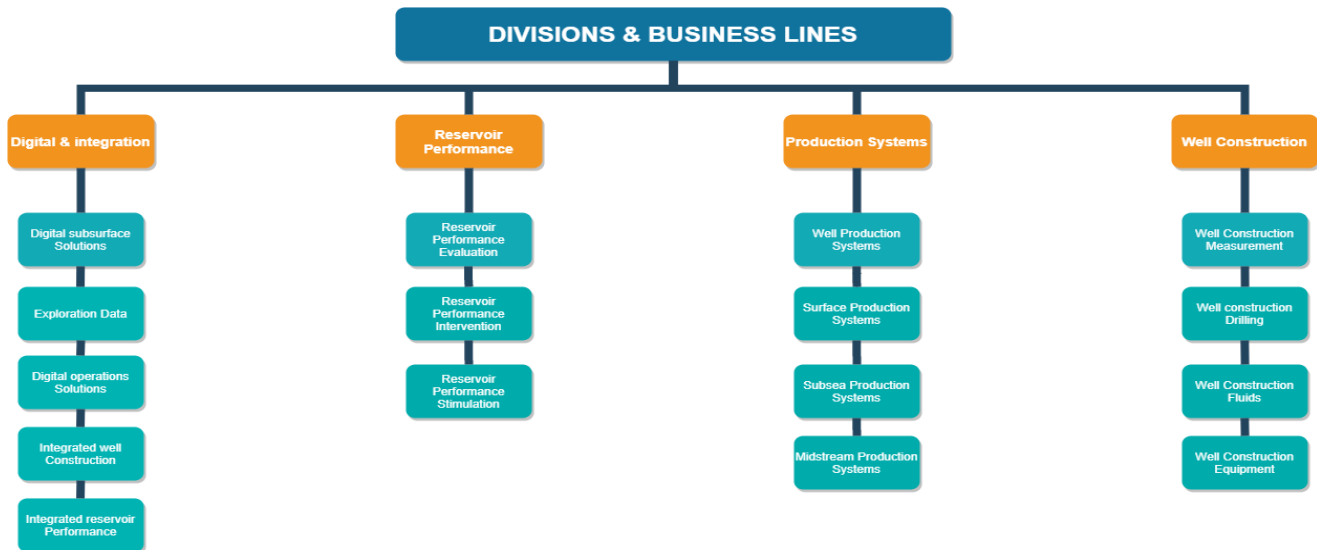 DIVISIONS & BUSINESS LINES
Digital & integration
Reservoir
Performance
Production Systems
Well Construction
Digital subsurface
Solutions
Reservoir
Performance
Evaluation
Well Production
Systems
Well Construction
Measurement
Exploration Data
Reservoir
Performance
Intervention
Surface Production
Systems
Well construction
Drilling
Digital operations
Solutions
Reservoir
Performance
Stimulation
Subsea Production
Systems
Well Construction
Fluids
Integrated well
Construction
Midstream Production
Systems
Well Construction
Equipment
Integrated reservoir
Performance